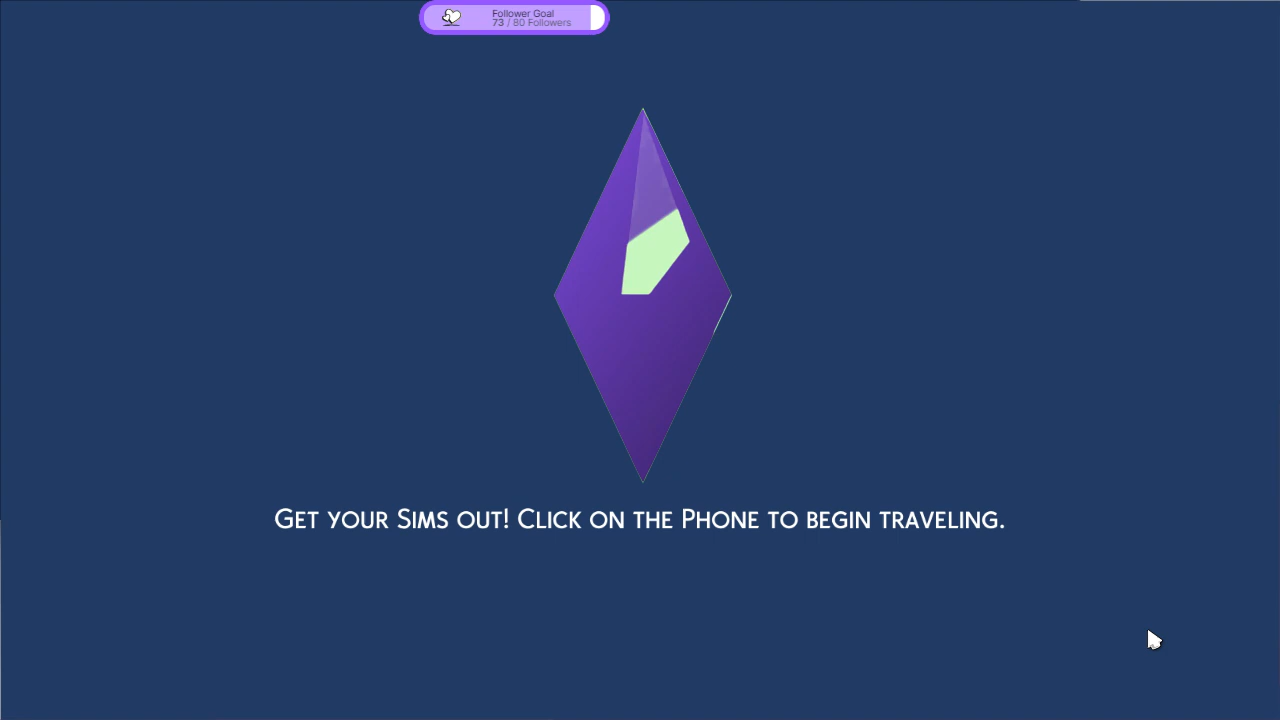 Follower Goal
73 / 80 Followers
Get your Sims out! Click on the Phone to begin traveling.